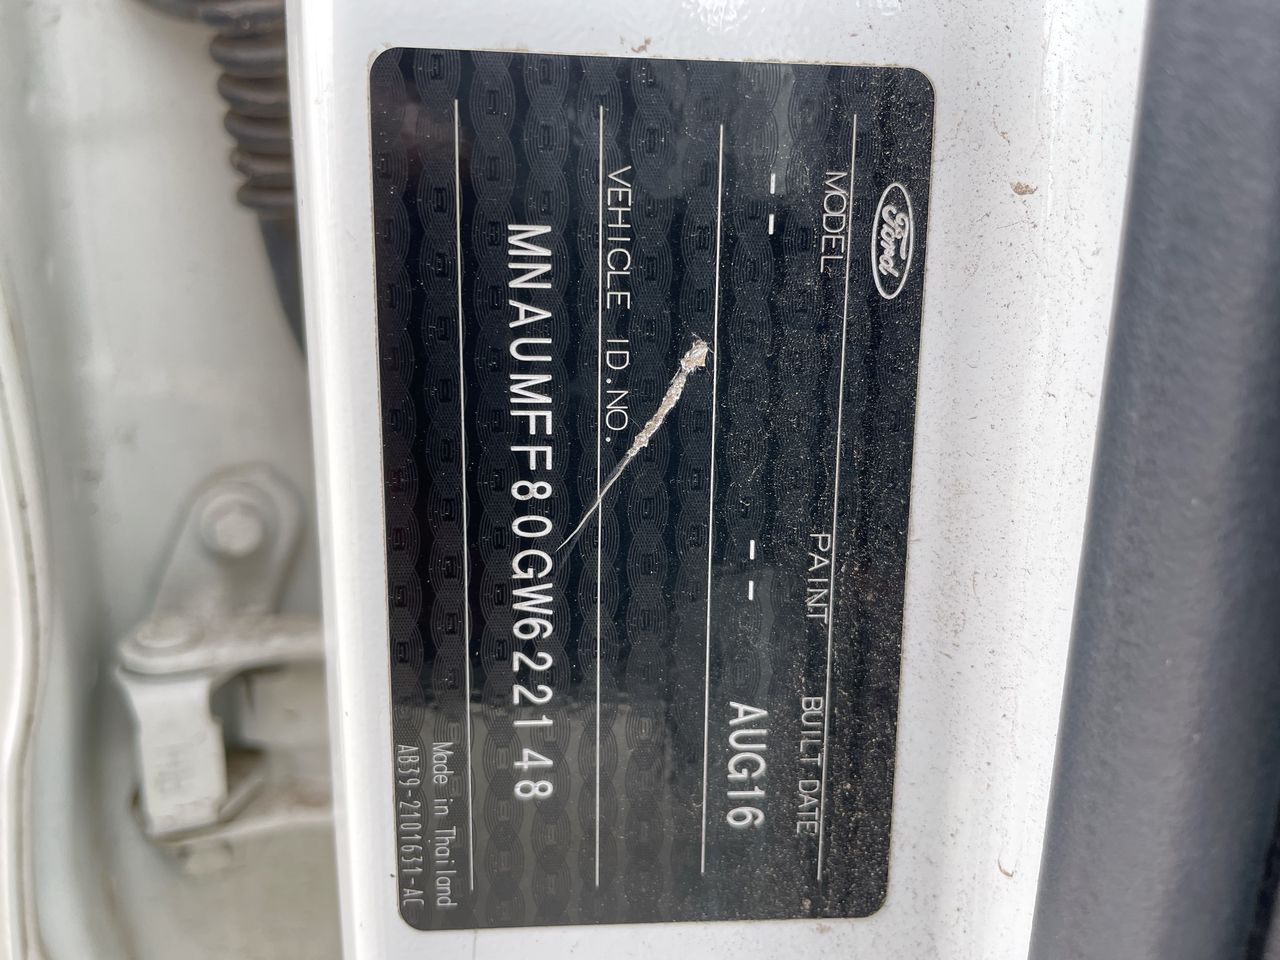 Ford
MODEL PAINT BUILT DATE
-- -- AUG16
VEHICLE ID.NO.
MNAUMFF80GW622148
Made in Thailand
AB39-2101631-AC